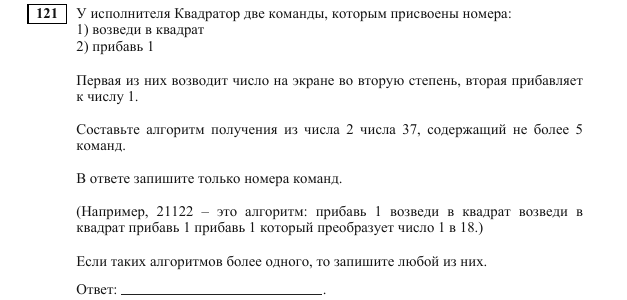 121 У исполнителя Квадратор две команды, которым присвоены номера:
1) возведи в квадрат
2) прибавь 1
Первая из них возводит число на экране во вторую степень, вторая прибавляет
к числу 1.
Составьте алгоритм получения из числа 2 числа 37, содержащий не более 5
команд.
В ответе запишите только номера команд.
(Например, 21122 – это алгоритм: прибавь 1 возведи в квадрат возведи в
квадрат прибавь 1 прибавь 1 который преобразует число 1 в 18.)
Если таких алгоритмов более одного, то запишите любой из них.
Ответ: ____________________________.